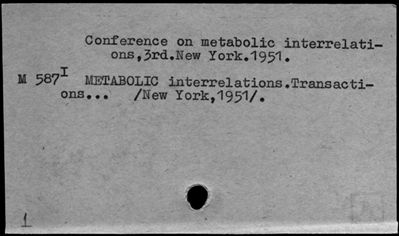 Conference on metabolic interrelati-
ons,3rd.New York.1951.
M 587I METABOLIC interrelations.Transacti-
ons... /New York,1951/.
1